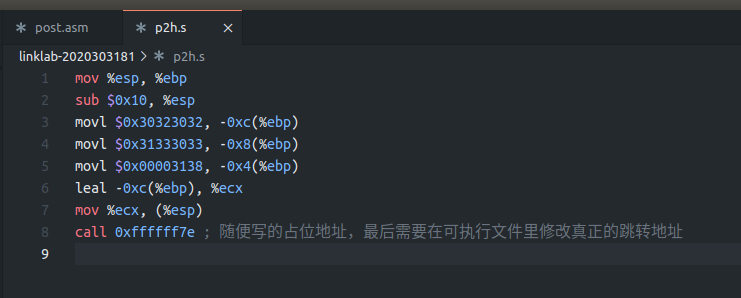 post.asm p2h.s ×
linklab-2020303181 > p2h.s
1 mov %esp, %ebp
2 sub $0x10, %esp
3 movl $0x30323032, -0xc(%ebp)
4 movl $0x31333033, -0x8(%ebp)
5 movl $0x00003138, -0x4(%ebp)
6 leal -0xc(%ebp), %ecx
7 mov %ecx, (%esp)
8 call 0xffffff7e ; 随便写的占位地址，最后需要在可执行文件里修改真正的跳转地址
9